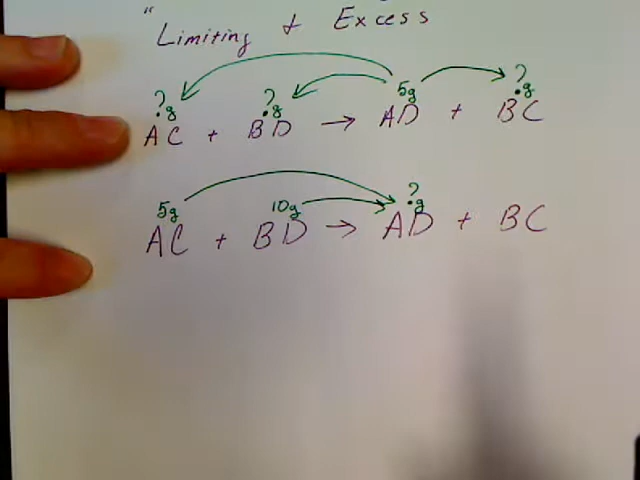 " Limiting + Excess
?g ?g 5g ?g
AC + BD → AD + BC
5g 10g ?g
AC + BD → AD + BC